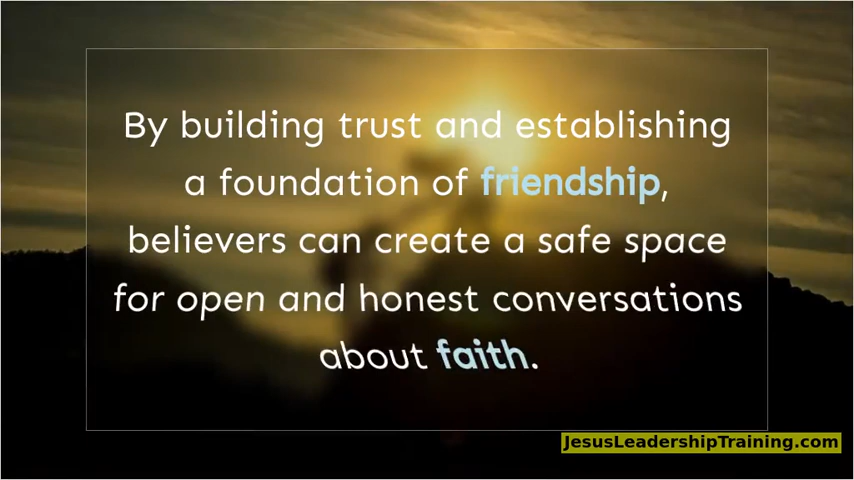 By building trust and establishing
a foundation of friendship,
believers can create a safe space
for open and honest conversations
about faith.
JesusLeadershipTraining.com